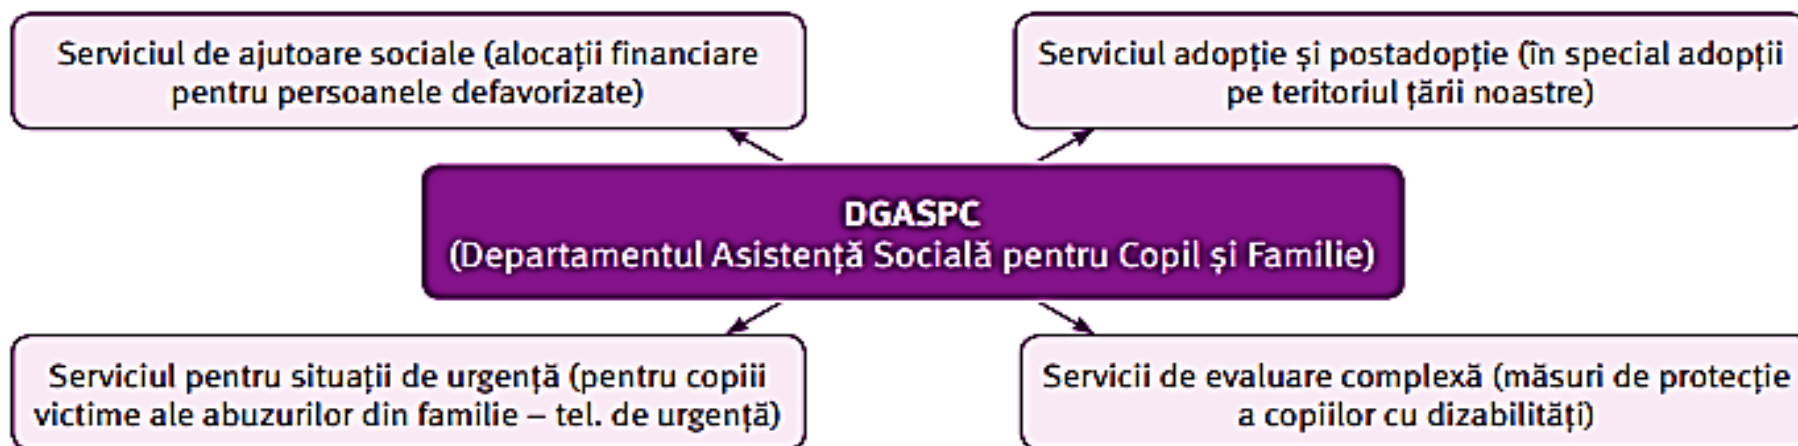 Serviciul de ajutoare sociale (alocații financiare
pentru persoanele defavorizate)
Serviciul adopție și postadopție (în special adopții
pe teritoriul țării noastre)
DGASPC
(Departamentul Asistență Socială pentru Copil și Familie)
Serviciul pentru situații de urgență (pentru copiii
victime ale abuzurilor din familie – tel. de urgență)
Servicii de evaluare complexă (măsuri de protecție
a copiilor cu dizabilități)